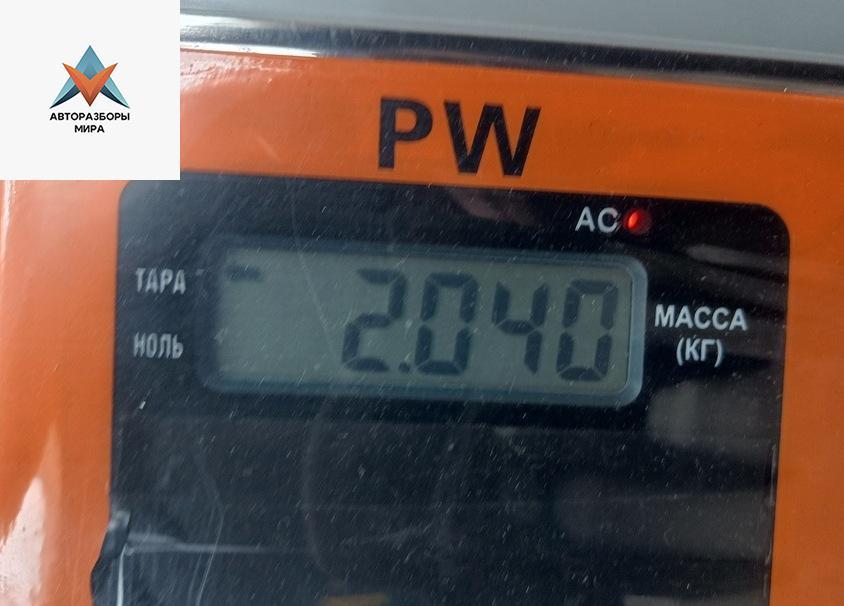 АВТОРАЗБОРЫ
МИРА
PW
AC
ТАРА
2.040
НОЛЬ
МАССА
(КГ)